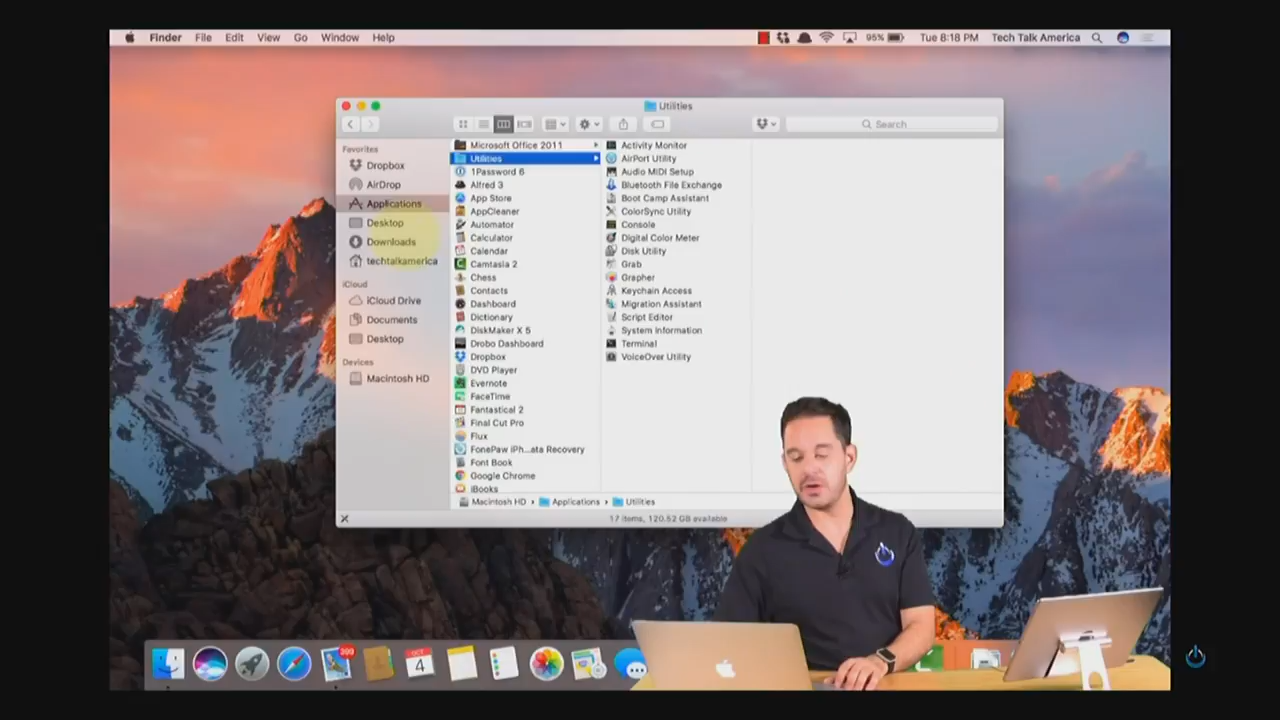 Finder File Edit View Go Window Help 95% Tue 8:18 PM Tech Talk America
Utilities
Search
Favorites
Dropbox
AirDrop
Applications
Desktop
Downloads
techtalkamerica
iCloud
iCloud Drive
Documents
Desktop
Devices
Macintosh HD
Microsoft Office 2011
Utilities
1Password 6
Alfred 3
App Store
AppCleaner
Automator
Calculator
Calendar
Camtasia 2
Chess
Contacts
Dashboard
Dictionary
DiskMaker X 5
Drobo Dashboard
Dropbox
DVD Player
Evernote
FaceTime
Fantastical 2
Final Cut Pro
Flux
FonePaw iPh...ata Recovery
Font Book
Google Chrome
iBooks
Activity Monitor
AirPort Utility
Audio MIDI Setup
Bluetooth File Exchange
Boot Camp Assistant
ColorSync Utility
Console
Digital Color Meter
Disk Utility
Grab
Grapher
Keychain Access
Migration Assistant
Script Editor
System Information
Terminal
VoiceOver Utility
Macintosh HD › Applications › Utilities
17 items, 120.52 GB available
209
OCT
4